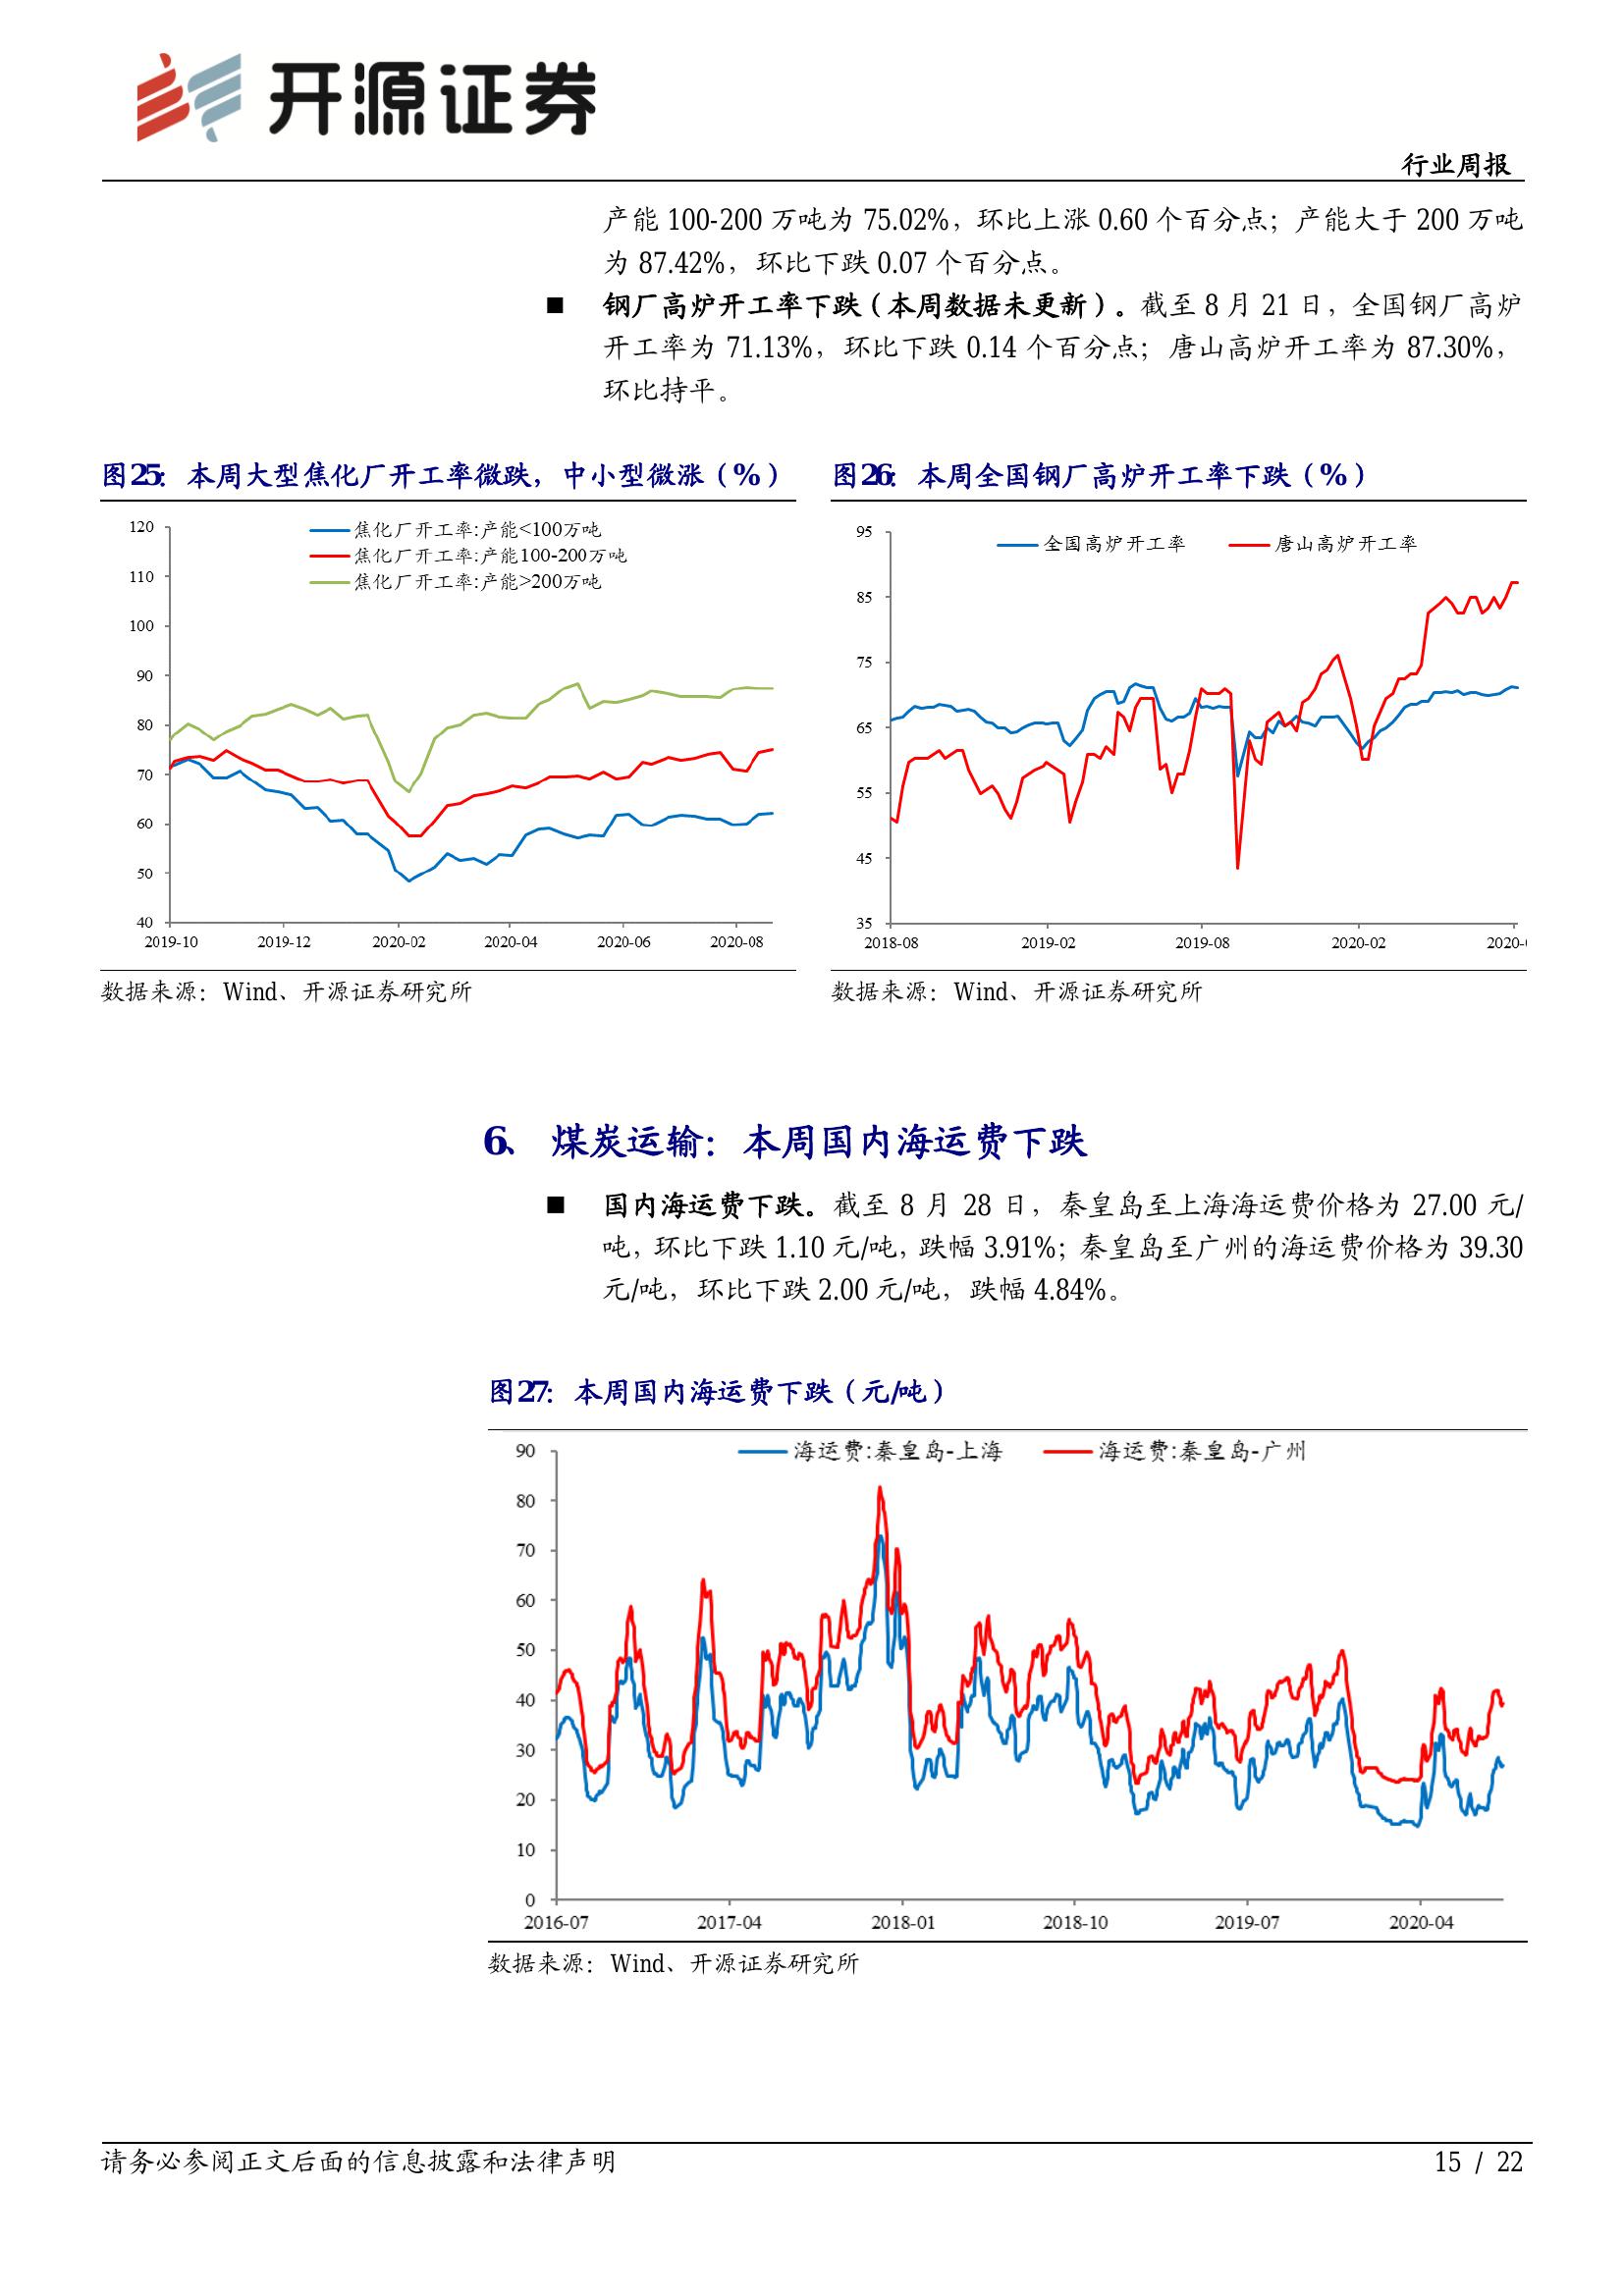 开源证券
行业周报
产能 100-200 万吨为 75.02%，环比上涨 0.60 个百分点；产能大于 200 万吨
为 87.42%，环比下跌 0.07 个百分点。
■ 钢厂高炉开工率下跌（本周数据未更新）。截至 8 月 21 日，全国钢厂高炉
开工率为 71.13%，环比下跌 0.14 个百分点；唐山高炉开工率为 87.30%，
环比持平。
图25：本周大型焦化厂开工率微跌，中小型微涨（%）
焦化厂开工率:产能<100万吨
焦化厂开工率:产能100-200万吨
焦化厂开工率:产能>200万吨
120
110
100
90
80
70
60
50
40
2019-10 2019-12 2020-02 2020-04 2020-06 2020-08
数据来源：Wind、开源证券研究所
图26：本周全国钢厂高炉开工率下跌（%）
全国高炉开工率 唐山高炉开工率
95
85
75
65
55
45
35
2018-08 2019-02 2019-08 2020-02
数据来源：Wind、开源证券研究所
6、 煤炭运输：本周国内海运费下跌
■ 国内海运费下跌。截至 8 月 28 日，秦皇岛至上海海运费价格为 27.00 元/
吨，环比下跌 1.10 元/吨，跌幅 3.91%；秦皇岛至广州的海运费价格为 39.30
元/吨，环比下跌 2.00 元/吨，跌幅 4.84%。
图27：本周国内海运费下跌（元/吨）
海运费:秦皇岛-上海 海运费:秦皇岛-广州
90
80
70
60
50
40
30
20
10
0
2016-07 2017-04 2018-01 2018-10 2019-07 2020-04
数据来源：Wind、开源证券研究所
请务必参阅正文后面的信息披露和法律声明
15 / 22